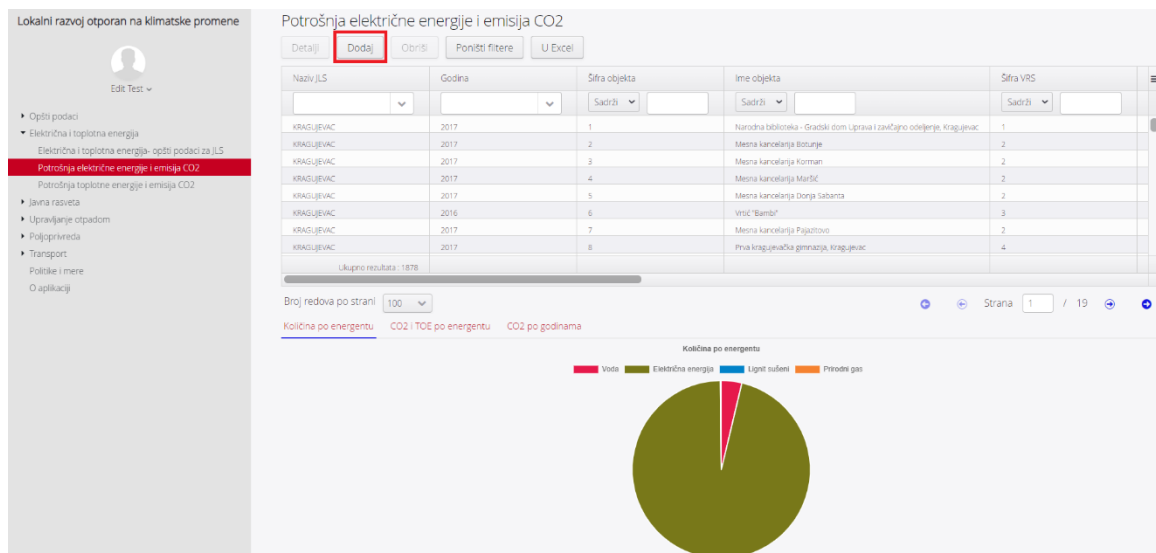 Lokalni razvoj otporan na klimatske promene
Edit Test
Opšti podaci
Električna i toplotna energija
Električna i toplotna energija- opšti podaci za JLS
Potrošnja električne energije i emisija CO2
Potrošnja toplotne energije i emisija CO2
Javna rasveta
Upravljanje otpadom
Poljoprivreda
Transport
Politike i mere
O aplikaciji
Potrošnja električne energije i emisija CO2
Detalji Dodaj Obriši Poništi filtere U Excel
Naziv JLS Godina Šifra objekta Ime objekta Šifra VRS
Sadrži Sadrži Sadrži
KRAGUJEVAC 2017 1 Narodna biblioteka - Gradski dom Uprava i zavičajno odeljenje, Kragujevac 1
KRAGUJEVAC 2017 2 Mesna kancelarija Botunje 2
KRAGUJEVAC 2017 3 Mesna kancelarija Korman 2
KRAGUJEVAC 2017 4 Mesna kancelarija Maršić 2
KRAGUJEVAC 2017 5 Mesna kancelarija Donja Sabanta 2
KRAGUJEVAC 2016 6 Vrtić "Bambi" 3
KRAGUJEVAC 2017 7 Mesna kancelarija Pajazitovo 2
KRAGUJEVAC 2017 8 Prva kragujevačka gimnazija, Kragujevac 4
Ukupno rezultata : 1878
Broj redova po strani 100 Strana 1 / 19
Količina po energentu CO2 i TOE po energentu CO2 po godinama
Količina po energentu
Voda Električna energija Lignit sušeni Prirodni gas